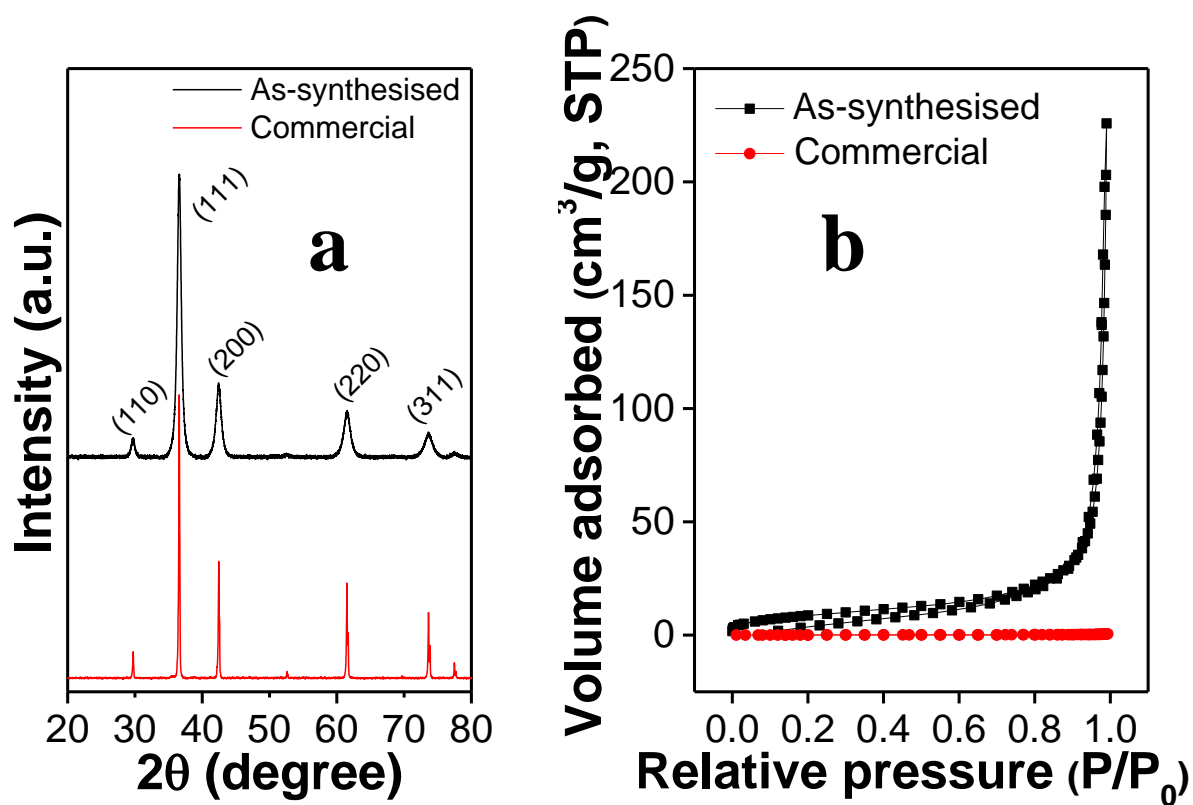 As-synthesised
Commercial
a
(110)
(111)
(200)
(220)
(311)
Intensity (a.u.)
20 30 40 50 60 70 80
2θ (degree)
As-synthesised
Commercial
b
250
200
150
100
50
0
Volume adsorbed (cm³/g, STP)
0.0 0.2 0.4 0.6 0.8 1.0
Relative pressure (P/P₀)